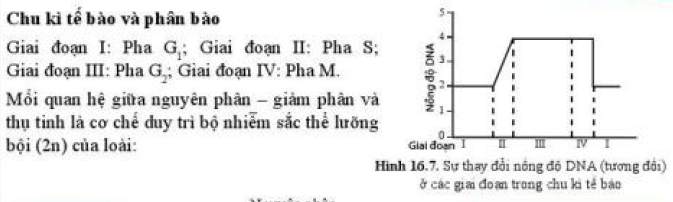 Chu kì tế bào và phân bào
Giai đoạn I: Pha G₁; Giai đoạn II: Pha S;
Giai đoạn III: Pha G₂; Giai đoạn IV: Pha M.
Mối quan hệ giữa nguyên phân – giảm phân và
thụ tinh là cơ chế duy trì bộ nhiễm sắc thể lưỡng
bội (2n) của loài:
Nồng độ DNA
5
4
3
2
1
0
Giai đoạn I II III IV I
Hình 16.7. Sự thay đổi nồng độ DNA (tương đối)
ở các giai đoạn trong chu kì tế bào